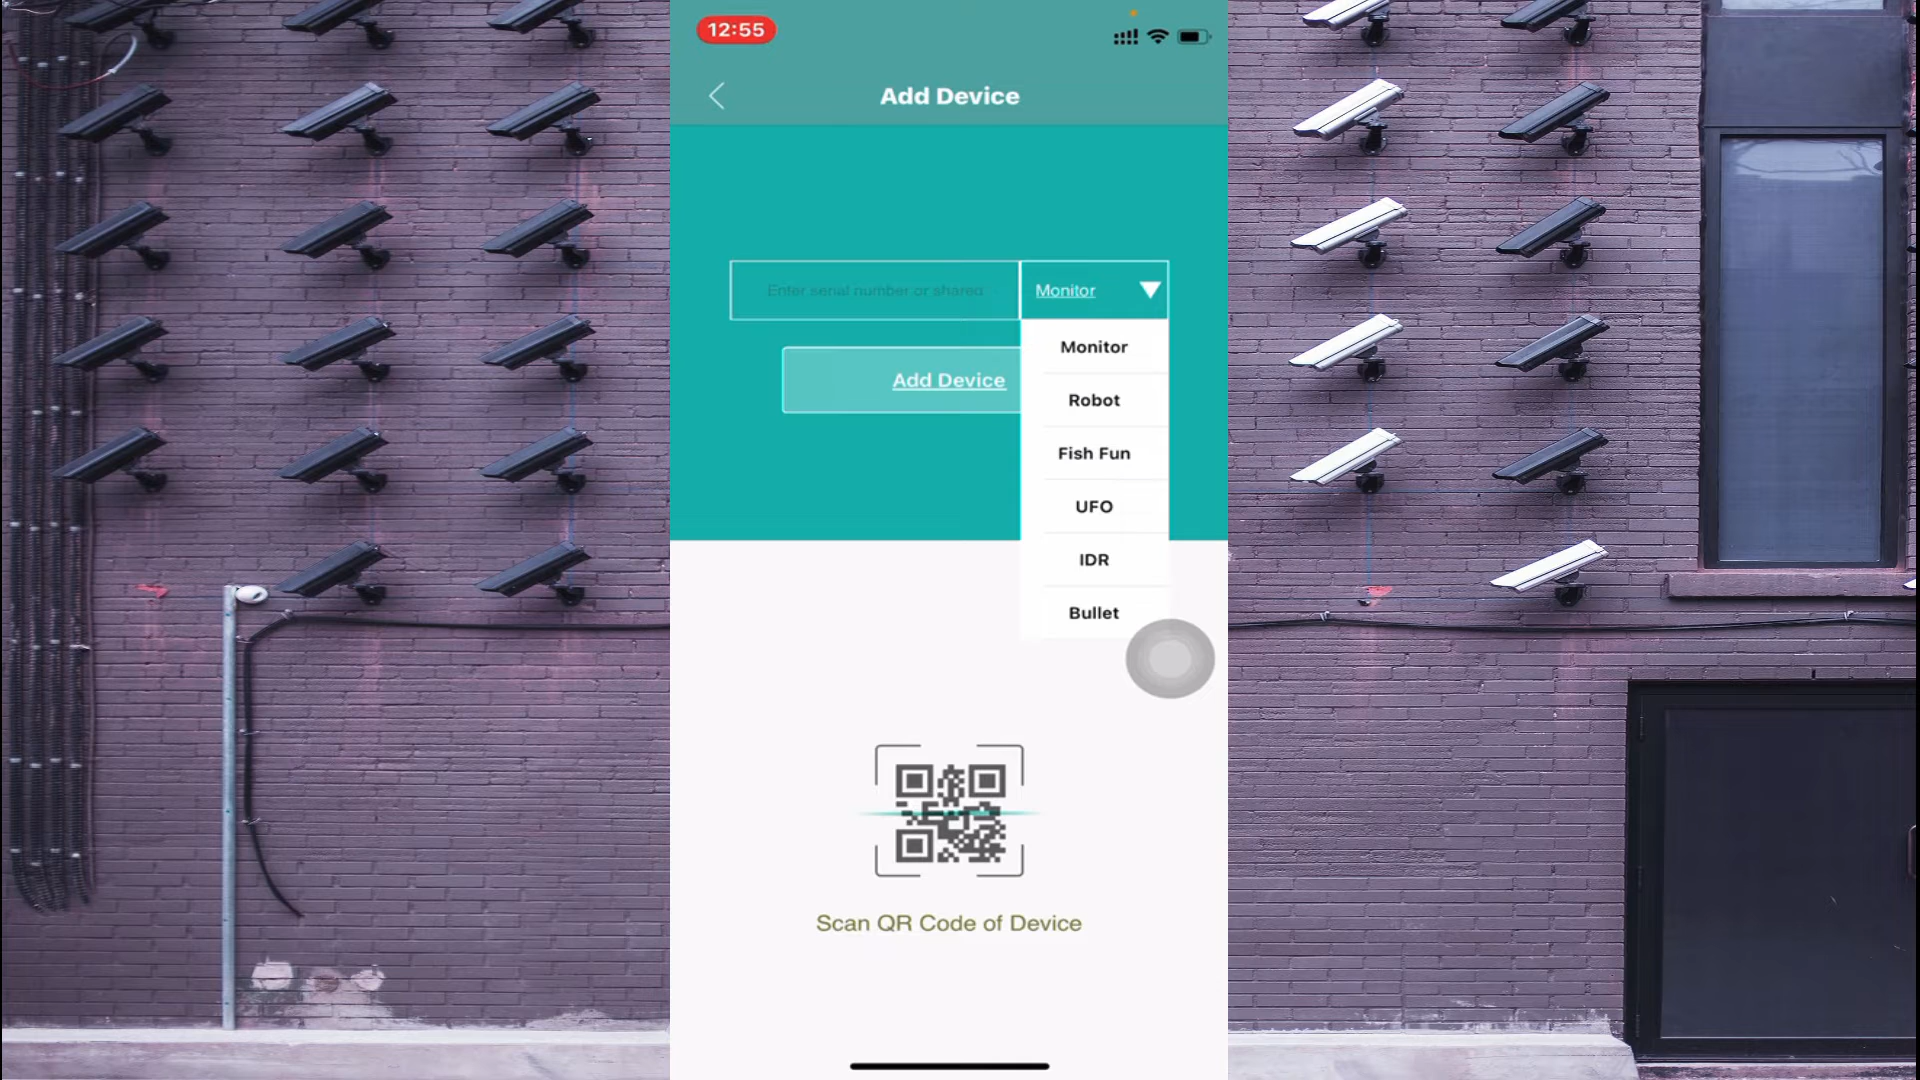 12:55
Add Device
Enter serial number or shared
Monitor
Monitor
Add Device
Robot
Fish Fun
UFO
IDR
Bullet
Scan QR Code of Device